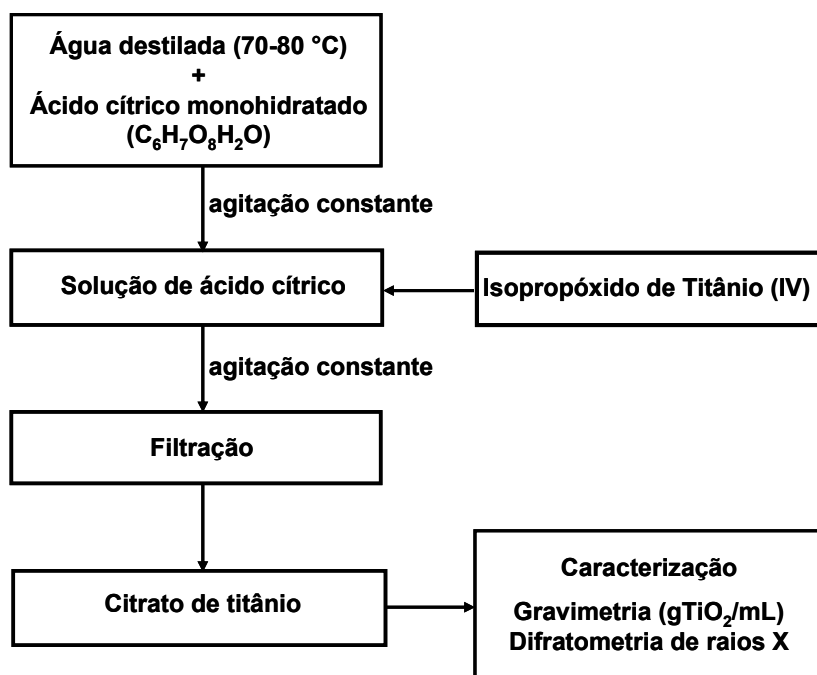 Água destilada (70-80 °C)
+
Ácido cítrico monohidratado
(C₆H₇O₈H₂O)
agitação constante
Solução de ácido cítrico
Isopropóxido de Titânio (IV)
agitação constante
Filtração
Citrato de titânio
Caracterização
Gravimetria (gTiO₂/mL)
Difratometria de raios X